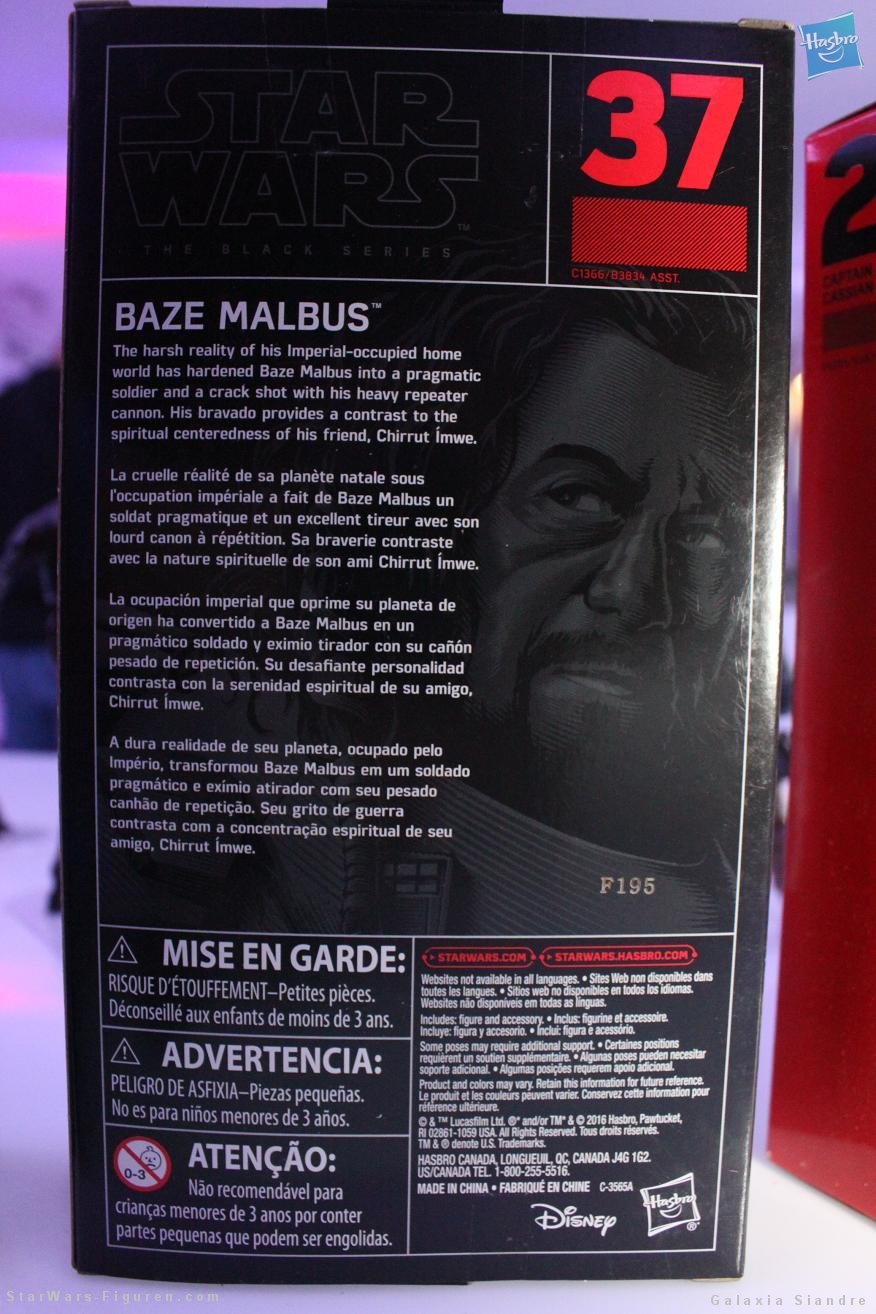 Hasbro
STAR
WARS™
THE BLACK SERIES
37
C1366/B3834 ASST.
BAZE MALBUS™
The harsh reality of his Imperial-occupied home
world has hardened Baze Malbus into a pragmatic
soldier and a crack shot with his heavy repeater
cannon. His bravado provides a contrast to the
spiritual centeredness of his friend, Chirrut Îmwe.
La cruelle réalité de sa planète natale sous
l'occupation impériale a fait de Baze Malbus un
soldat pragmatique et un excellent tireur avec son
lourd canon à répétition. Sa braverie contraste
avec la nature spirituelle de son ami Chirrut Îmwe.
La ocupación imperial que oprime su planeta de
origen ha convertido a Baze Malbus en un
pragmático soldado y eximio tirador con su cañón
pesado de repetición. Su desafiante personalidad
contrasta con la serenidad espiritual de su amigo,
Chirrut Îmwe.
A dura realidade de seu planeta, ocupado pelo
Império, transformou Baze Malbus em um soldado
pragmático e exímio atirador com seu pesado
canhão de repetição. Seu grito de guerra
contrasta com a concentração espiritual de seu
amigo, Chirrut Îmwe.
F195
MISE EN GARDE:
RISQUE D'ÉTOUFFEMENT–Petites pièces.
Déconseillé aux enfants de moins de 3 ans.
ADVERTENCIA:
PELIGRO DE ASFIXIA–Piezas pequeñas.
No es para niños menores de 3 años.
0-3
ATENÇÃO:
Não recomendável para
crianças menores de 3 anos por conter
partes pequenas que podem ser engolidas.
STARWARS.COM STARWARS.HASBRO.COM
Websites not available in all languages. • Sites Web non disponibles dans
toutes les langues. • Sitios web no disponibles en todos los idiomas.
Websites não disponíveis em todas as línguas.
Includes: figure and accessory. • Inclus: figurine et accessoire.
Incluye: figura y accesorio. • Inclui: figura e acessório.
Some poses may require additional support. • Certaines positions
requièrent un soutien supplémentaire. • Algunas poses pueden necesitar
soporte adicional. • Algumas posições requerem apoio adicional.
Product and colors may vary. Retain this information for future reference.
Le produit et les couleurs peuvent varier. Conservez cette information pour
référence ultérieure.
© & ™ Lucasfilm Ltd. ®* and/or TM* & © 2016 Hasbro, Pawtucket,
RI 02861-1059 USA. All Rights Reserved. Tous droits réservés.
TM & ® denote U.S. Trademarks.
HASBRO CANADA, LONGUEUIL, QC, CANADA J4G 1G2.
US/CANADA TEL. 1-800-255-5516.
MADE IN CHINA • FABRIQUÉ EN CHINE C-3565A
Disney
Hasbro®
2
CAPTAIN
CASSIAN
StarWars-Figuren.com
Galaxia Siandre